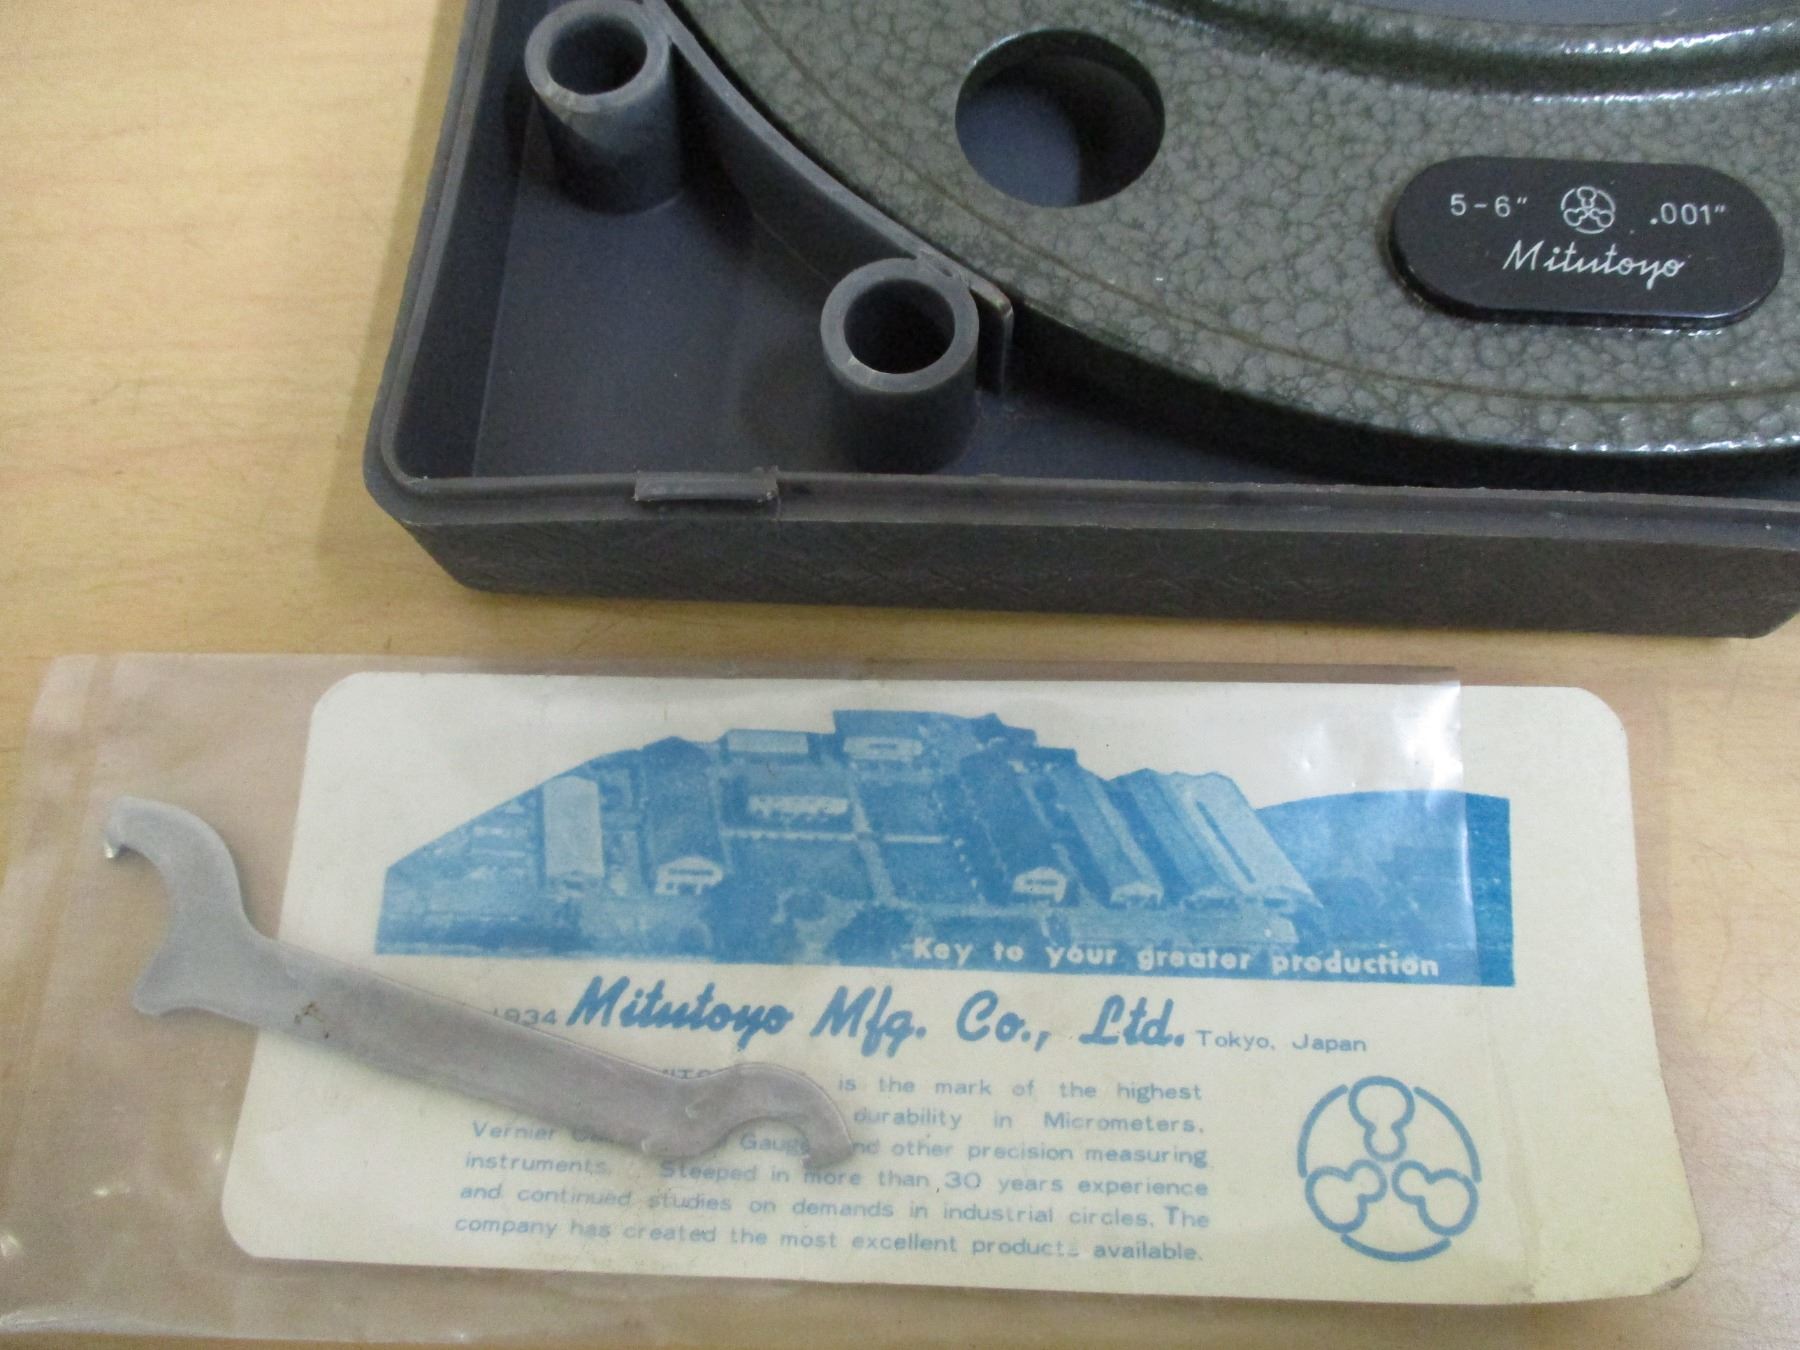 5-6" .001"
Mitutoyo
Key to your greater production
1934 Mitutoyo Mfg. Co., Ltd. Tokyo, Japan
is the mark of the highest
durability in Micrometers,
Vernier Gauge and other precision measuring
instruments. Steeped in more than 30 years experience
and continued studies on demands in industrial circles. The
company has created the most excellent products available.